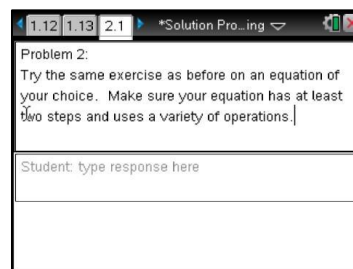 1.12 1.13 2.1 *Solution Pro…ing
Problem 2:
Try the same exercise as before on an equation of
your choice. Make sure your equation has at least
two steps and uses a variety of operations.
Student: type response here